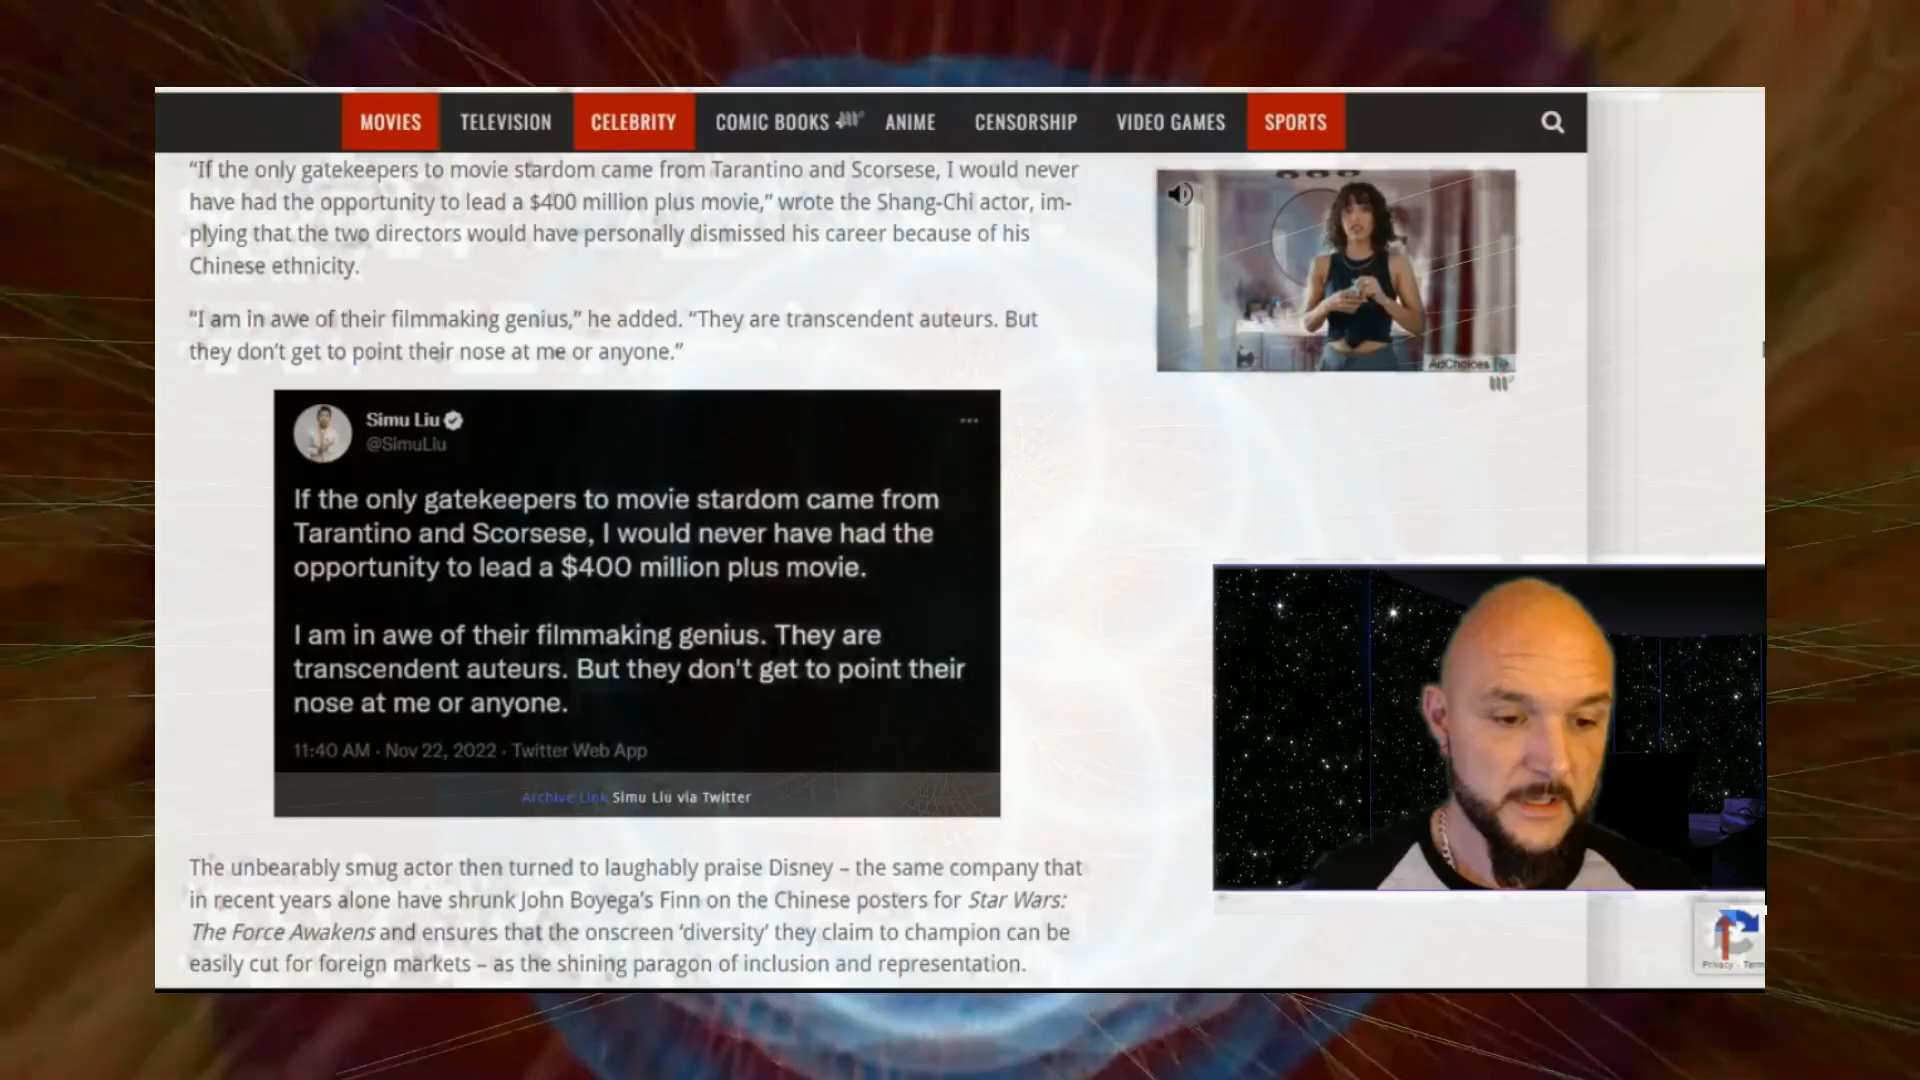 MOVIES TELEVISION CELEBRITY COMIC BOOKS ANIME CENSORSHIP VIDEO GAMES SPORTS
“If the only gatekeepers to movie stardom came from Tarantino and Scorsese, I would never
have had the opportunity to lead a $400 million plus movie,” wrote the Shang-Chi actor, im-
plying that the two directors would have personally dismissed his career because of his
Chinese ethnicity.
“I am in awe of their filmmaking genius,” he added. “They are transcendent auteurs. But
they don’t get to point their nose at me or anyone.”
AdChoices
Simu Liu
@SimuLiu
If the only gatekeepers to movie stardom came from
Tarantino and Scorsese, I would never have had the
opportunity to lead a $400 million plus movie.
I am in awe of their filmmaking genius. They are
transcendent auteurs. But they don't get to point their
nose at me or anyone.
11:40 AM · Nov 22, 2022 · Twitter Web App
Archive Link Simu Liu via Twitter
The unbearably smug actor then turned to laughably praise Disney – the same company that
in recent years alone have shrunk John Boyega’s Finn on the Chinese posters for Star Wars:
The Force Awakens and ensures that the onscreen ‘diversity’ they claim to champion can be
easily cut for foreign markets – as the shining paragon of inclusion and representation.
Privacy - Term